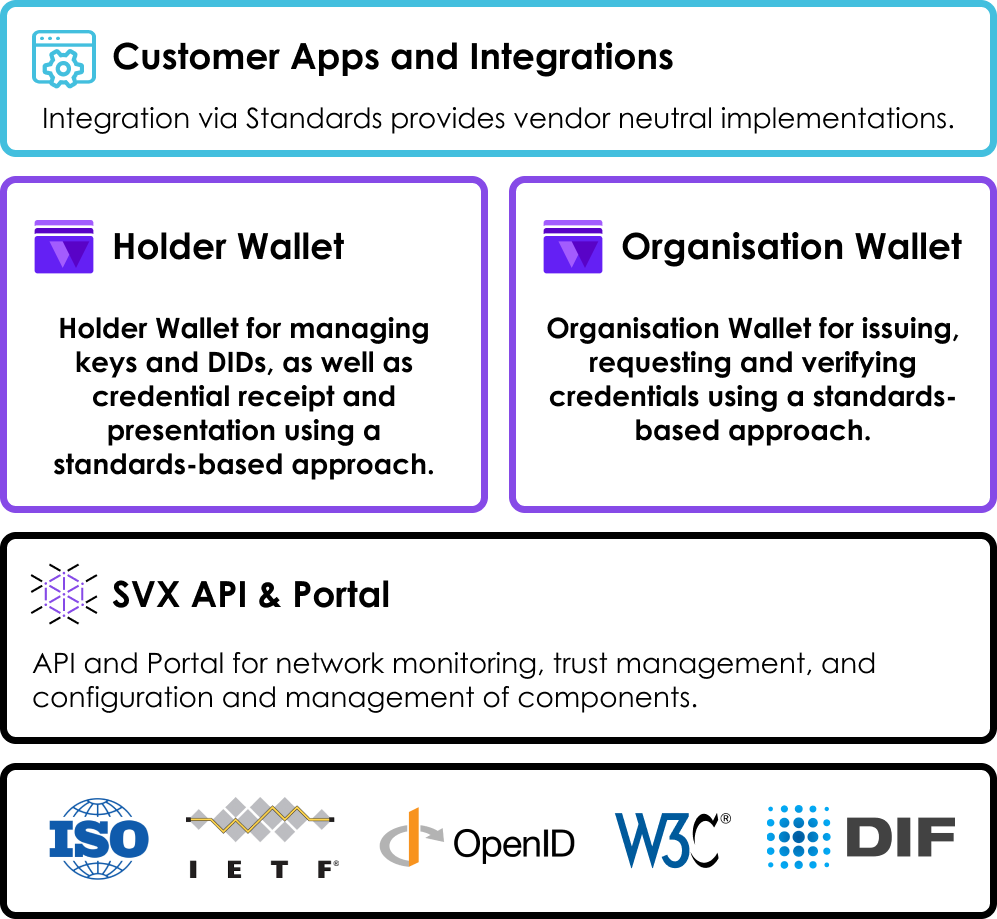 Customer Apps and Integrations
Integration via Standards provides vendor neutral implementations.
Holder Wallet
Holder Wallet for managing
keys and DIDs, as well as
credential receipt and
presentation using a
standards-based approach.
Organisation Wallet
Organisation Wallet for issuing,
requesting and verifying
credentials using a standards-
based approach.
SVX API & Portal
API and Portal for network monitoring, trust management, and
configuration and management of components.
ISO
IETF®
OpenID
W3C®
DIF